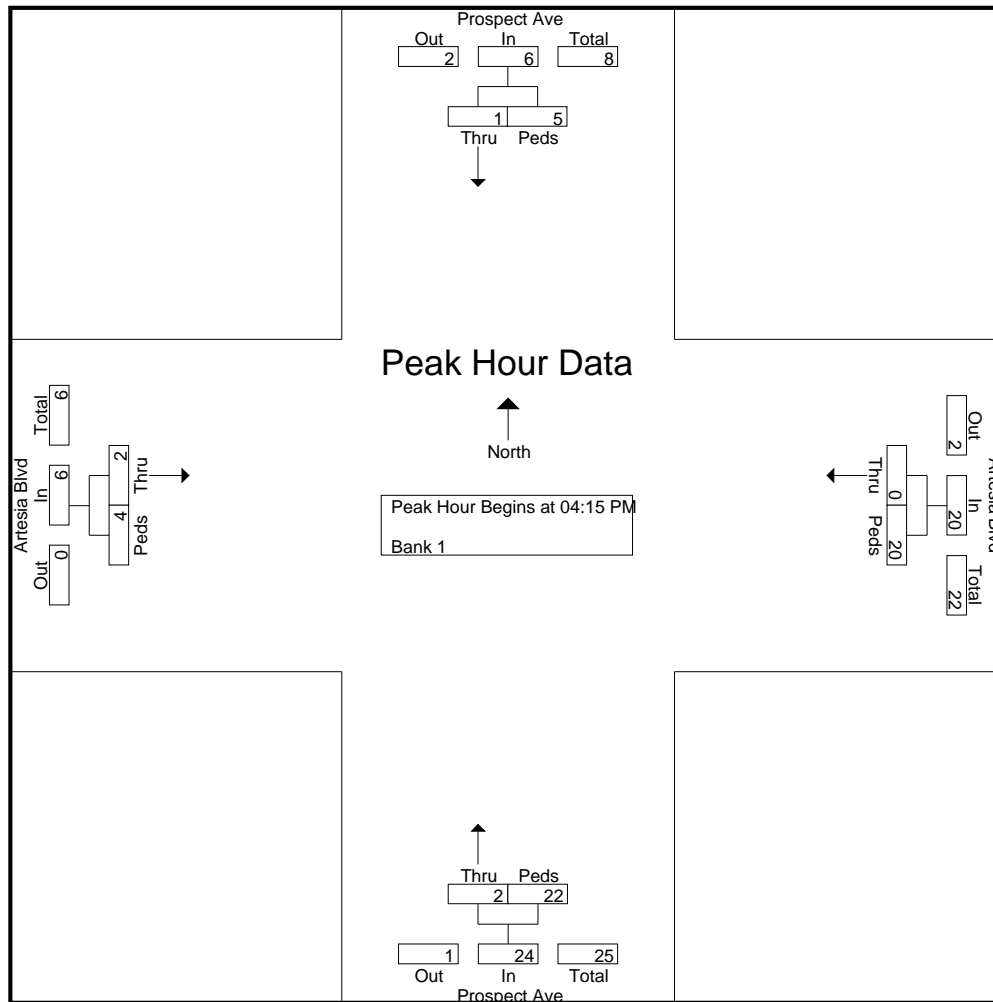 Prospect Ave
Out In Total
2 6 8
1 5
Thru Peds
Peak Hour Data
North
Peak Hour Begins at 04:15 PM
Bank 1
Artesia Blvd
Out In Total
0 6 6
Thru Peds
2 4
Artesia Blvd
Out In Total
2 20 22
Thru Peds
0 20
Thru Peds
2 22
1 24 25
Out In Total
Prospect Ave